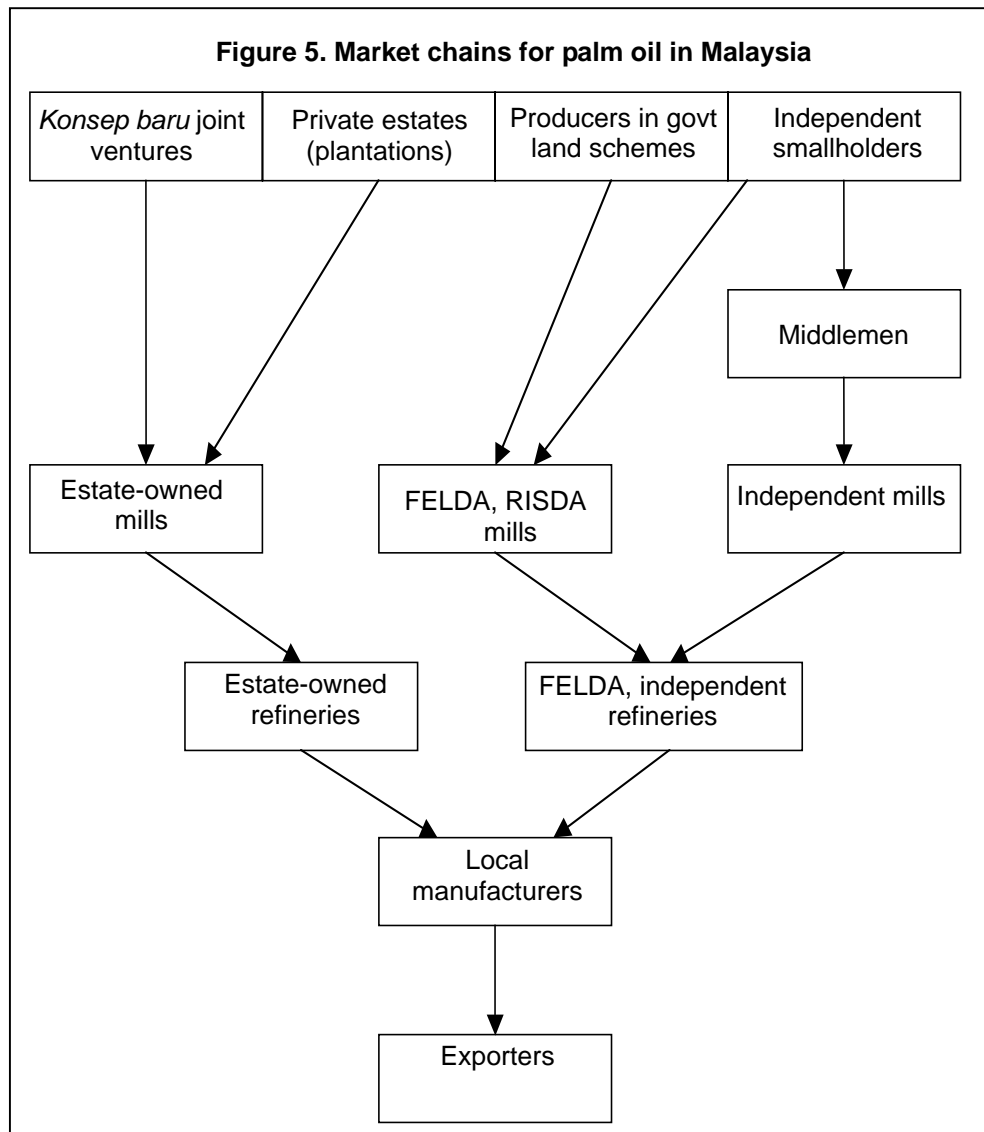 Figure 5. Market chains for palm oil in Malaysia
Konsep baru joint
ventures
Private estates
(plantations)
Producers in govt
land schemes
Independent
smallholders
Middlemen
Estate-owned
mills
FELDA, RISDA
mills
Independent mills
Estate-owned
refineries
FELDA, independent
refineries
Local
manufacturers
Exporters